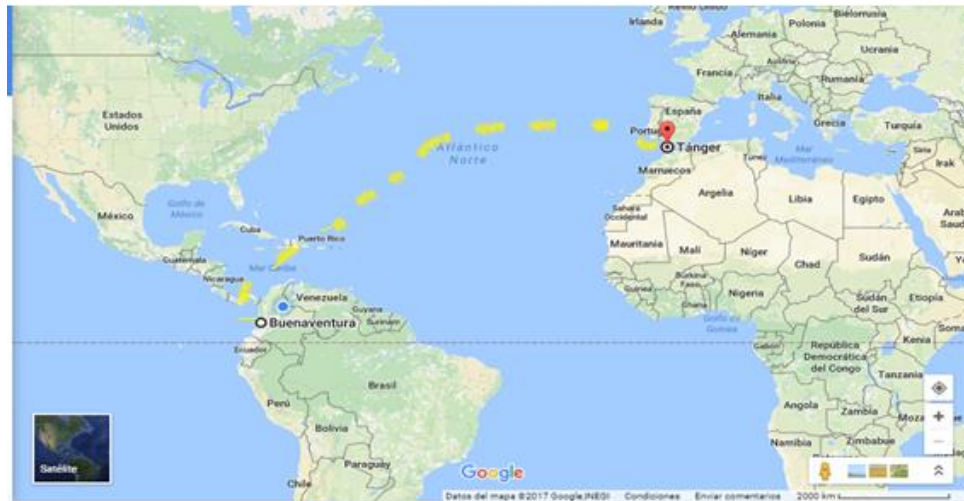 Irlanda
Polonia
Bielorrusia
Alemania
Ucrania
Austria
Francia
Rumania
Italia
España
Portugal
Grecia
Turquía
Estados
Unidos
Atlántico
Norte
Tánger
Túnez
Mar
Mediterráneo
Siria
Irak
Marruecos
Golfo de
México
Argelia
Libia
Egipto
Sahara
Occidental
México
Cuba
Puerto Rico
Mauritania
Malí
Níger
Chad
Sudán
Guatemala
Mar Caribe
Nicaragua
Burkina
Faso
Guinea
Ghana
Nigeria
Sudán
del Sur
Etiopía
Venezuela
Guyana
Surinam
Buenaventura
Golfo de
Guinea
Ecuador
Gabón
Kenia
República
Democrática
del Congo
Tanzania
Brasil
Perú
Angola
Zambia
Bolivia
Namibia
Zimbabue
Paraguay
Chile
Satélite
Google
Datos del mapa ©2017 Google, INEGI Condiciones Enviar comentarios 2000 km